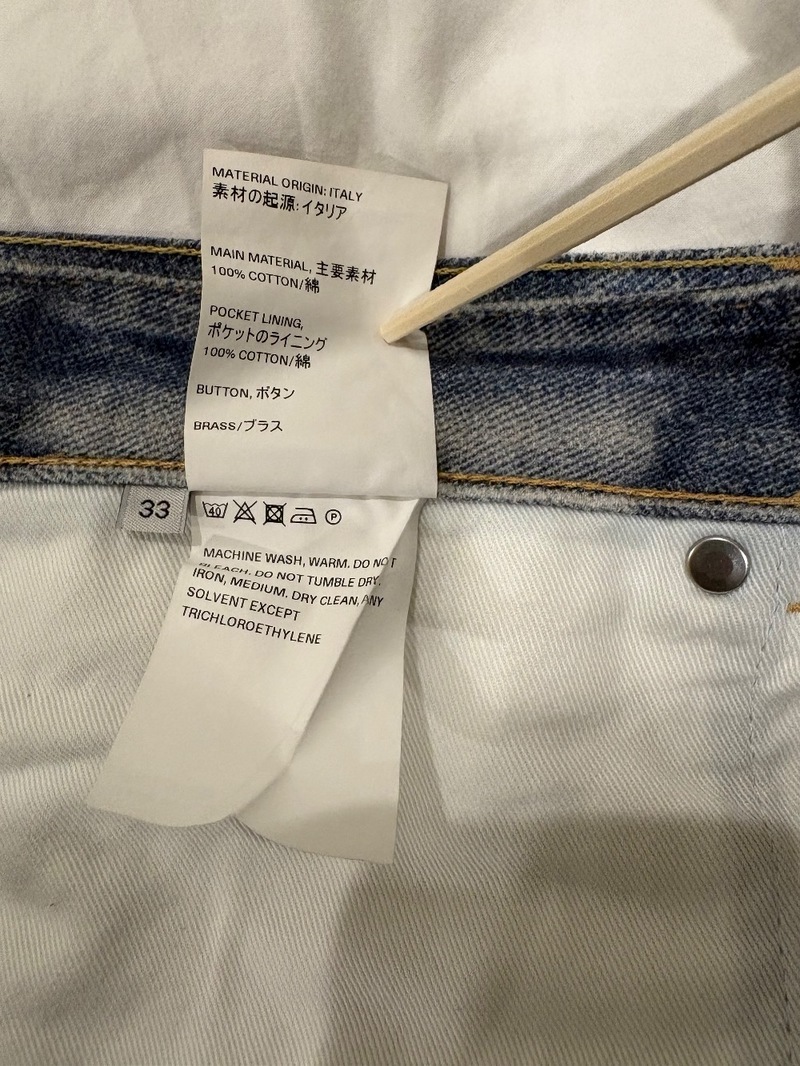 MATERIAL ORIGIN: ITALY
素材の起源: イタリア
MAIN MATERIAL, 主要素材
100% COTTON/綿
POCKET LINING,
ポケットのライニング
100% COTTON/綿
BUTTON, ボタン
BRASS/ブラス
33
40 P
MACHINE WASH, WARM. DO NOT
BLEACH. DO NOT TUMBLE DRY.
IRON, MEDIUM. DRY CLEAN, ANY
SOLVENT EXCEPT
TRICHLOROETHYLENE